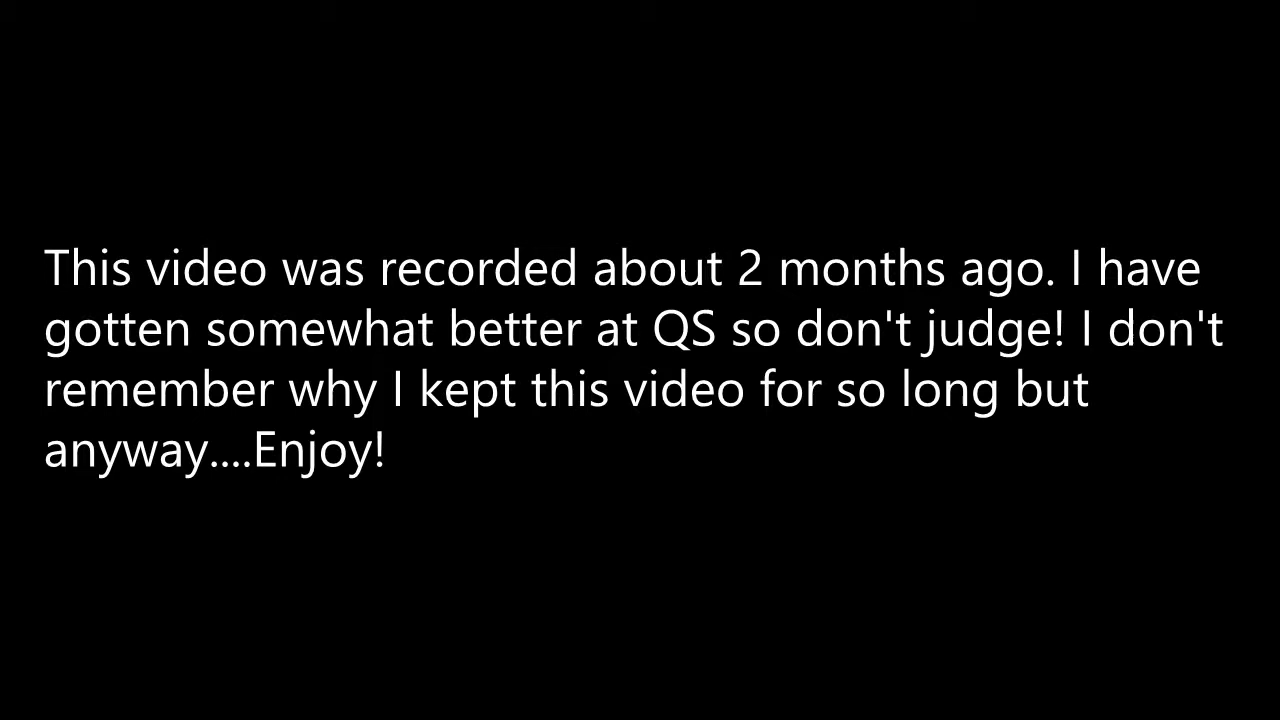 This video was recorded about 2 months ago. I have
gotten somewhat better at QS so don't judge! I don't
remember why I kept this video for so long but
anyway....Enjoy!